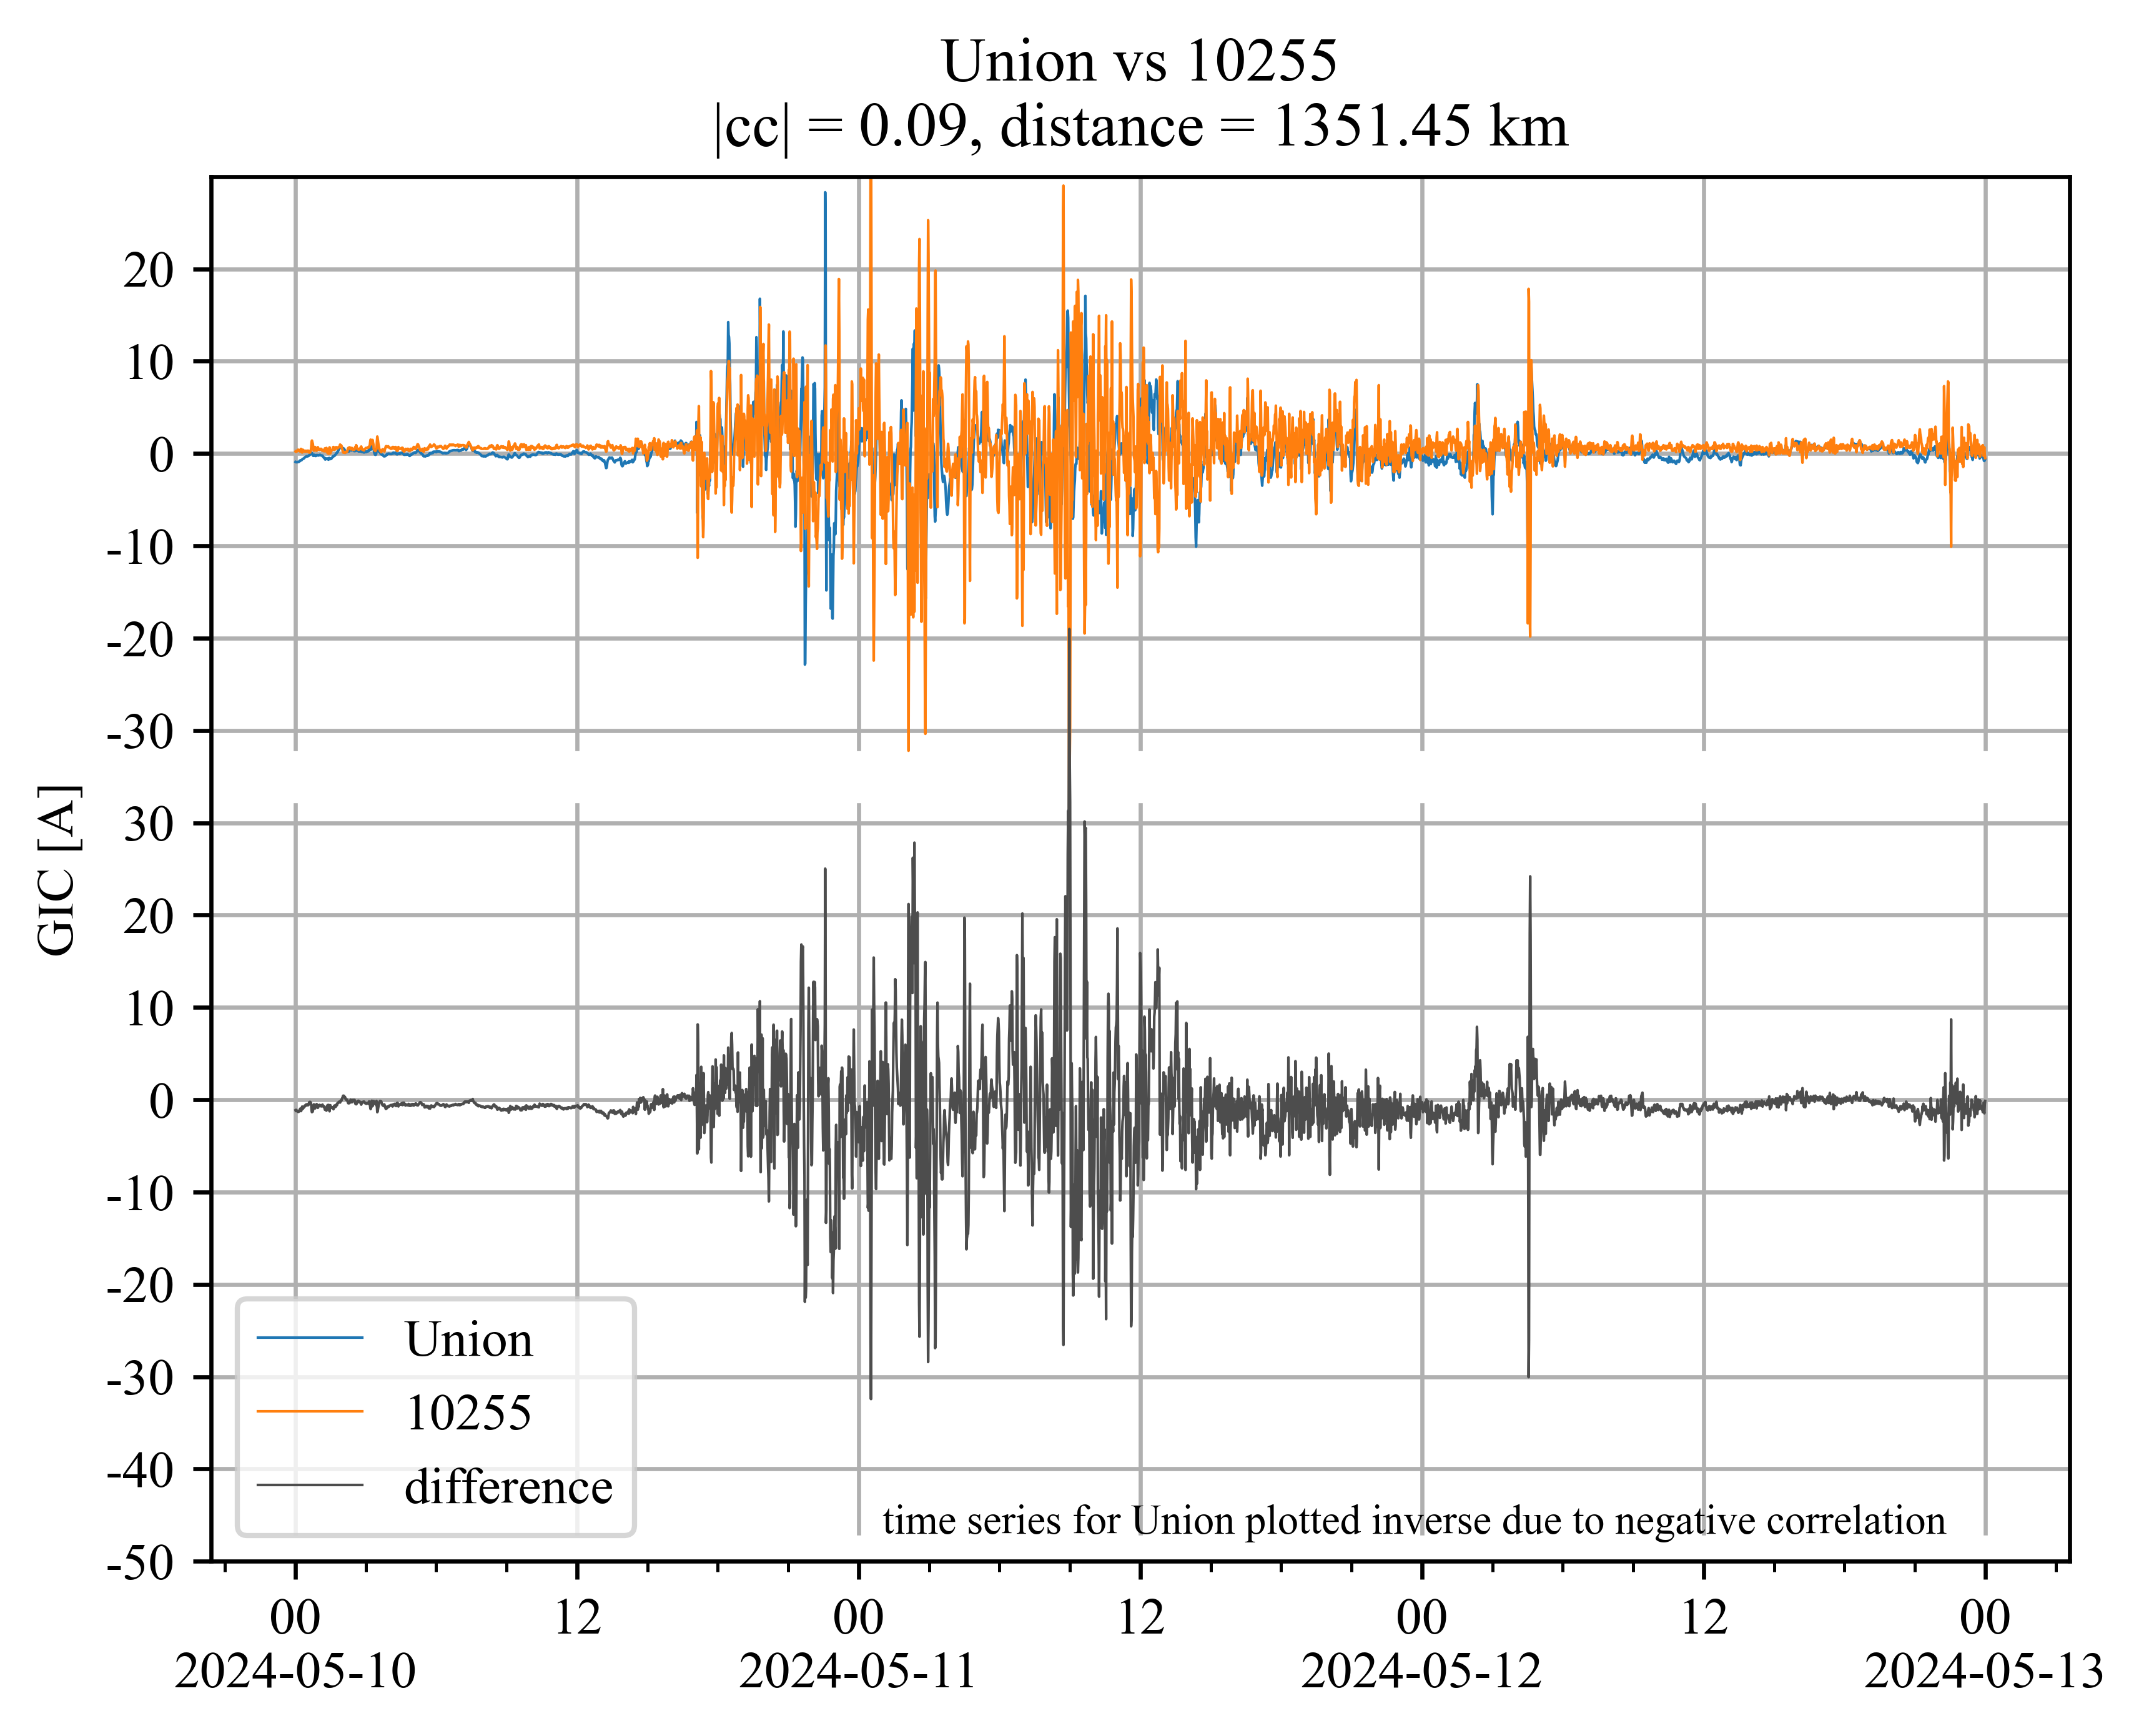 Union vs 10255
|cc| = 0.09, distance = 1351.45 km
GIC [A]
20
10
0
-10
-20
-30
30
20
10
0
-10
-20
-30
-40
-50
Union
10255
difference
time series for Union plotted inverse due to negative correlation
00 12 00 12 00 12 00
2024-05-10 2024-05-11 2024-05-12 2024-05-13